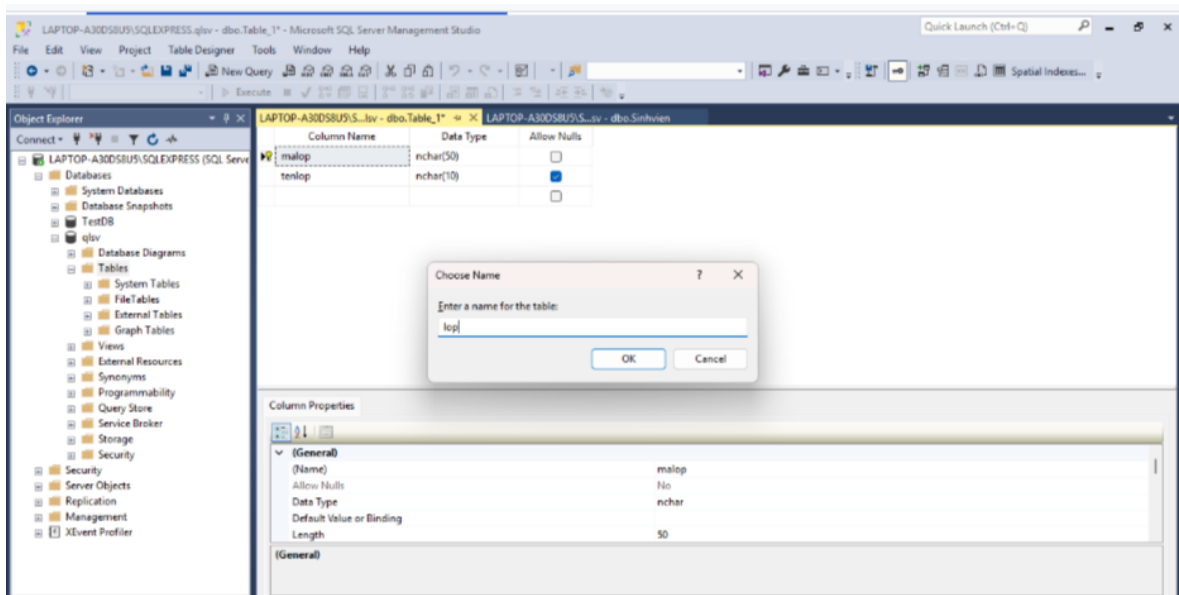 LAPTOP-A30DS8U5\SQLEXPRESS.qlsv - dbo.Table_1* - Microsoft SQL Server Management Studio
Quick Launch (Ctrl+Q)
File Edit View Project Table Designer Tools Window Help
New Query
Spatial Indexes...
Execute
Object Explorer
LAPTOP-A30DS8U5\S...lsv - dbo.Table_1* LAPTOP-A30DS8U5\S...sv - dbo.Sinhvien
Connect
Column Name Data Type Allow Nulls
LAPTOP-A30DS8U5\SQLEXPRESS (SQL Serve
malop nchar(50)
Databases
tenlop nchar(10)
System Databases
Database Snapshots
TestDB
qlsv
Database Diagrams
Tables
System Tables
FileTables
External Tables
Graph Tables
Views
External Resources
Synonyms
Programmability
Query Store
Service Broker
Storage
Security
Security
Server Objects
Replication
Management
XEvent Profiler
Choose Name ?
Enter a name for the table:
lop
OK Cancel
Column Properties
(General)
(Name) malop
Allow Nulls No
Data Type nchar
Default Value or Binding
Length 50
(General)